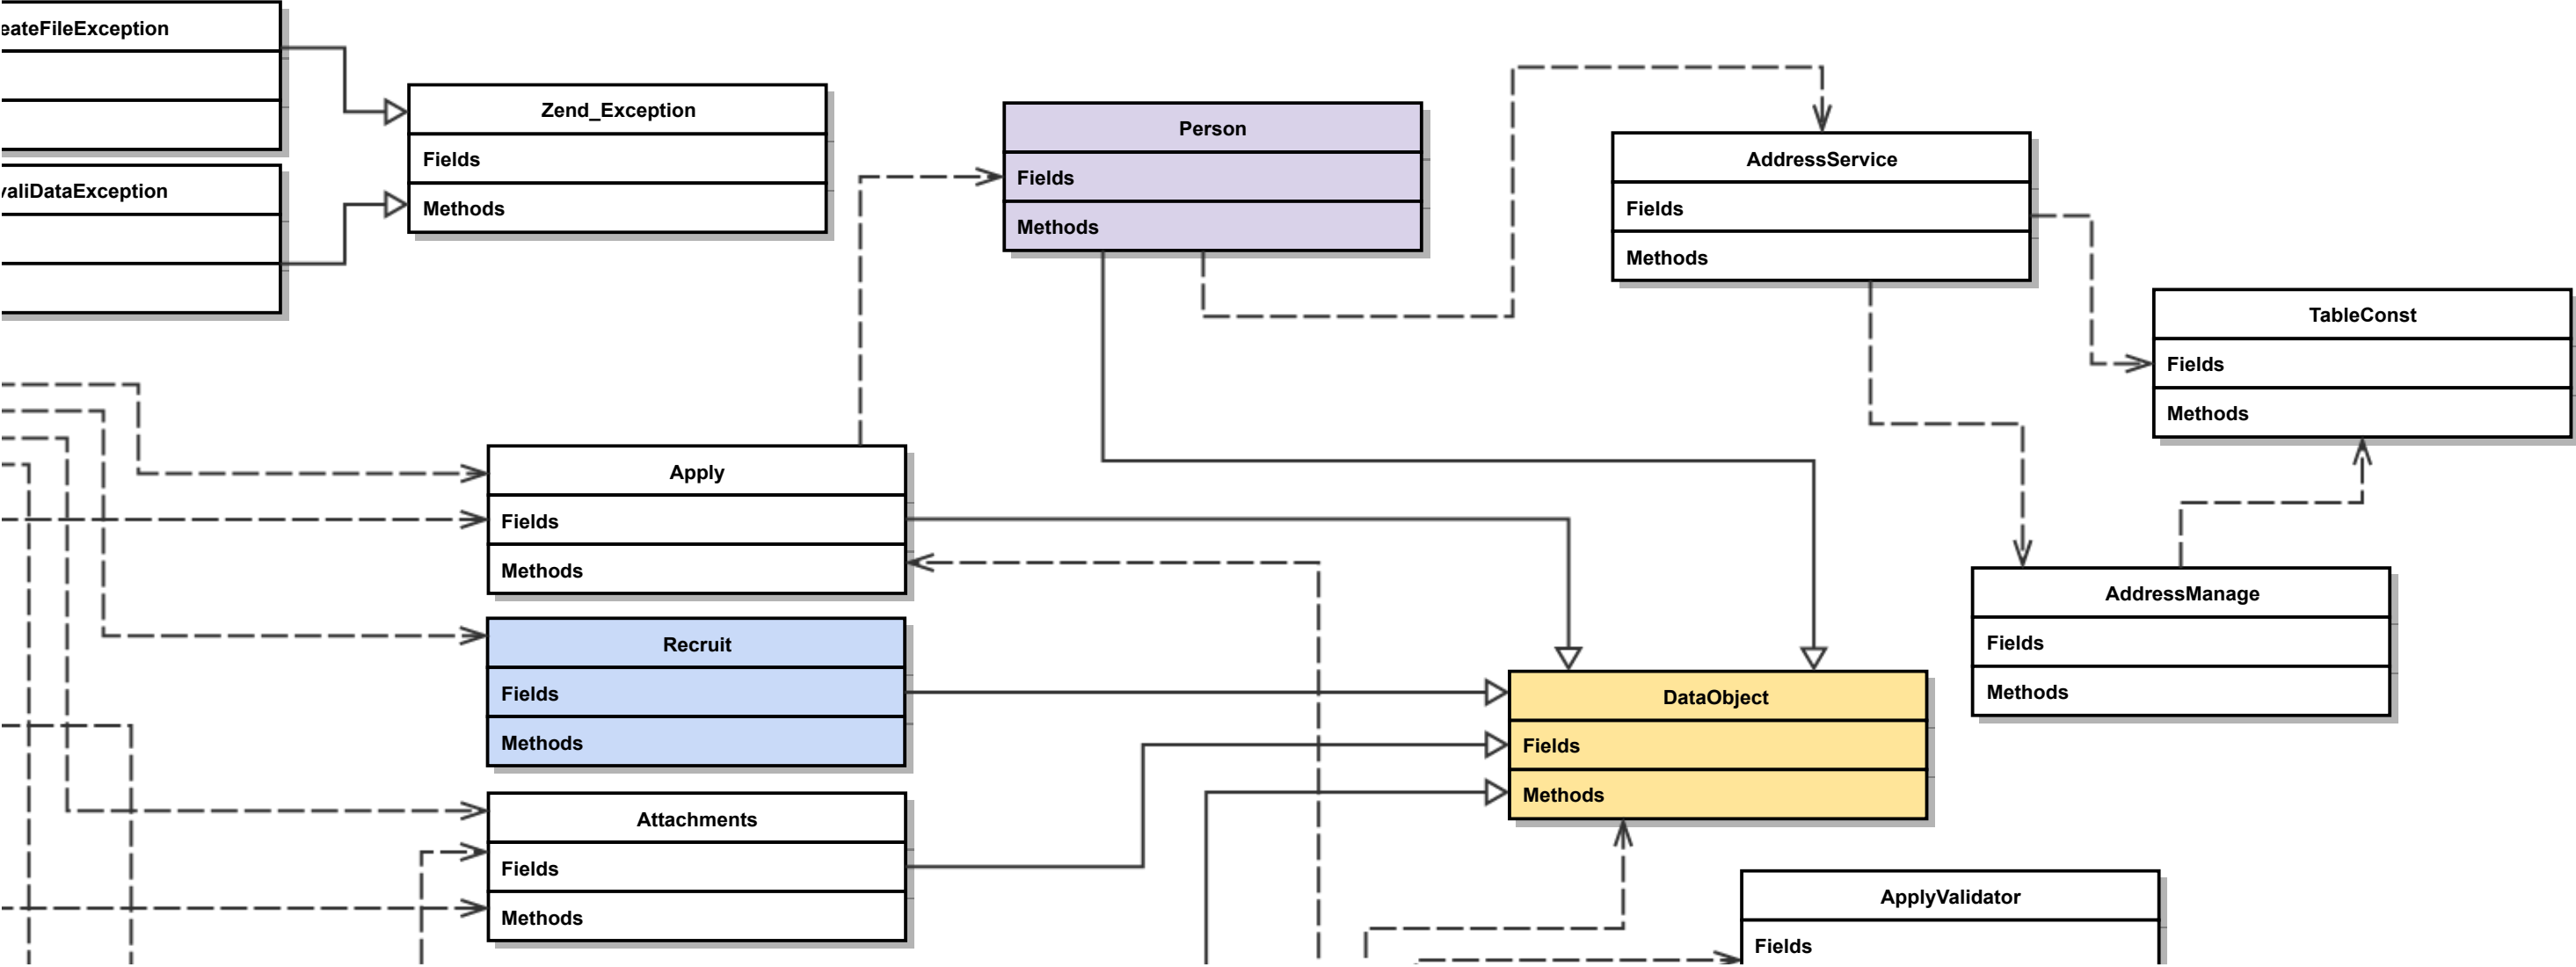 eateFileException
Zend_Exception
Fields
Methods
valiDataException
Person
Fields
Methods
AddressService
Fields
Methods
TableConst
Fields
Methods
Apply
Fields
Methods
AddressManage
Fields
Methods
Recruit
Fields
Methods
DataObject
Fields
Methods
Attachments
Fields
Methods
ApplyValidator
Fields